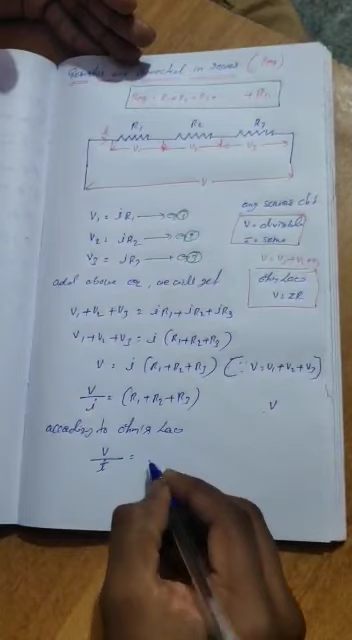 Resistor are connected in series (Req)
Req = R1+R2+R3+ + Rn
R1 R2 R3
V1 V2 V3
V
V1 = iR1 → ①
V2 = iR2 → ②
V3 = iR3 → ③
any series ckt
V = divisible
I = same
V = V1+V2+V3
ohm law
V = IR
add above eq, we will get
V1 + V2 + V3 = iR1 + iR2 + iR3
V1 + V2 + V3 = i (R1+R2+R3)
V = i (R1+R2+R3) [∵ V = V1+V2+V3]
V/i = (R1+R2+R3)
V
according to ohm's law
V/I =